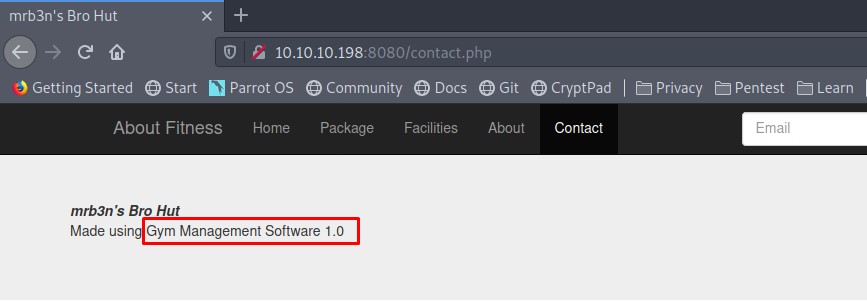 mrb3n's Bro Hut
10.10.10.198:8080/contact.php
Getting Started Start Parrot OS Community Docs Git CryptPad Privacy Pentest Learn
About Fitness Home Package Facilities About Contact Email
mrb3n's Bro Hut
Made using Gym Management Software 1.0